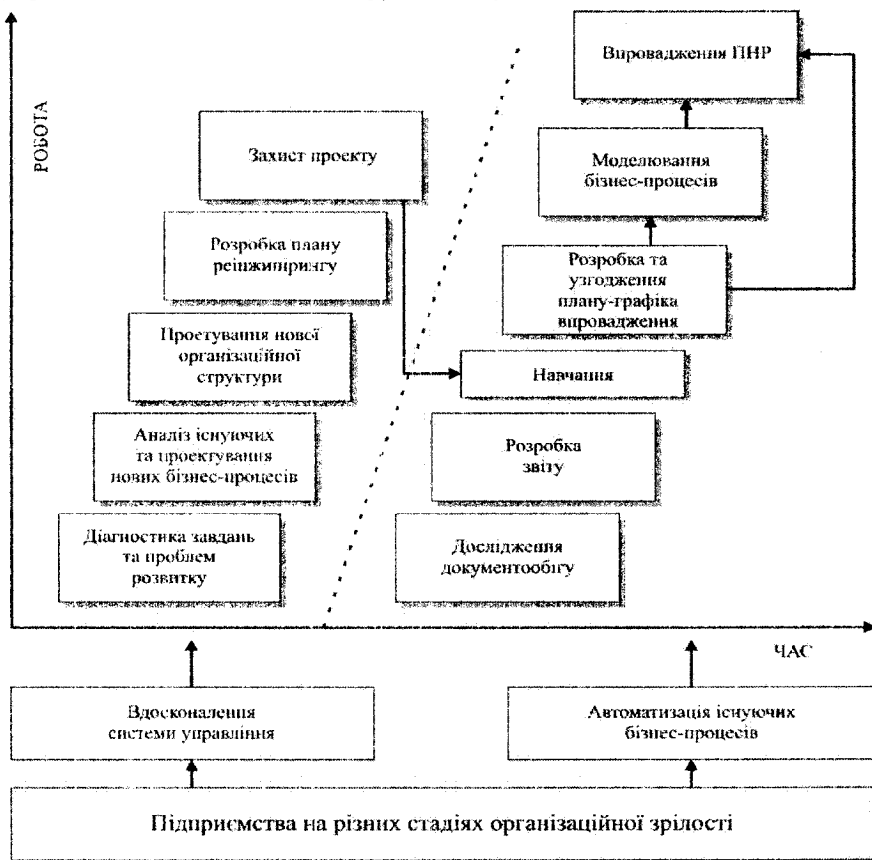 РОБОТА
Захист проекту
Розробка плану
реінжинрингу
Проетування нової
організаційної
структури
Аналіз існуючих
та проектування
нових бізнес-процесів
Діагностика завдань
та проблем
розвитку
Впровадження ПНР
Моделювання
бізнес-процесів
Розробка та
узгодження
плану-графіка
впровадження
Навчання
Розробка
звіту
Дослідження
документообігу
ЧАС
Вдосконалення
системи управління
Автоматизація існуючих
бізнес-процесів
Підприємства на різних стадіях організаційної зрілості